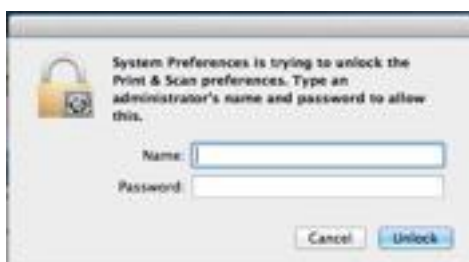 System Preferences is trying to unlock the
Print & Scan preferences. Type an
administrator's name and password to allow
this.
Name:
Password:
Cancel
Unlock